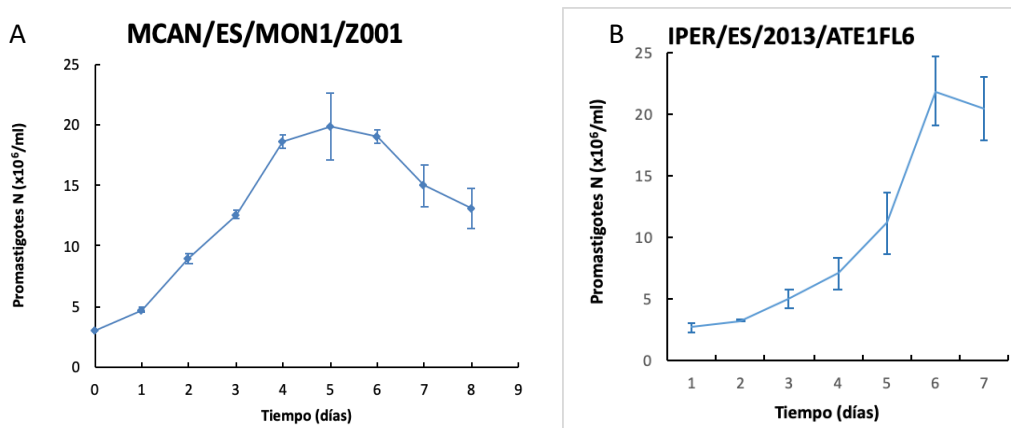 A
MCAN/ES/MON1/Z001
25
20
15
10
5
0
Promastigotes N (x10⁶/ml)
0 1 2 3 4 5 6 7 8 9
Tiempo (días)
B
IPER/ES/2013/ATE1FL6
25
20
15
10
5
0
Promastigotes N (x10⁶/ml)
1 2 3 4 5 6 7
Tiempo (días)